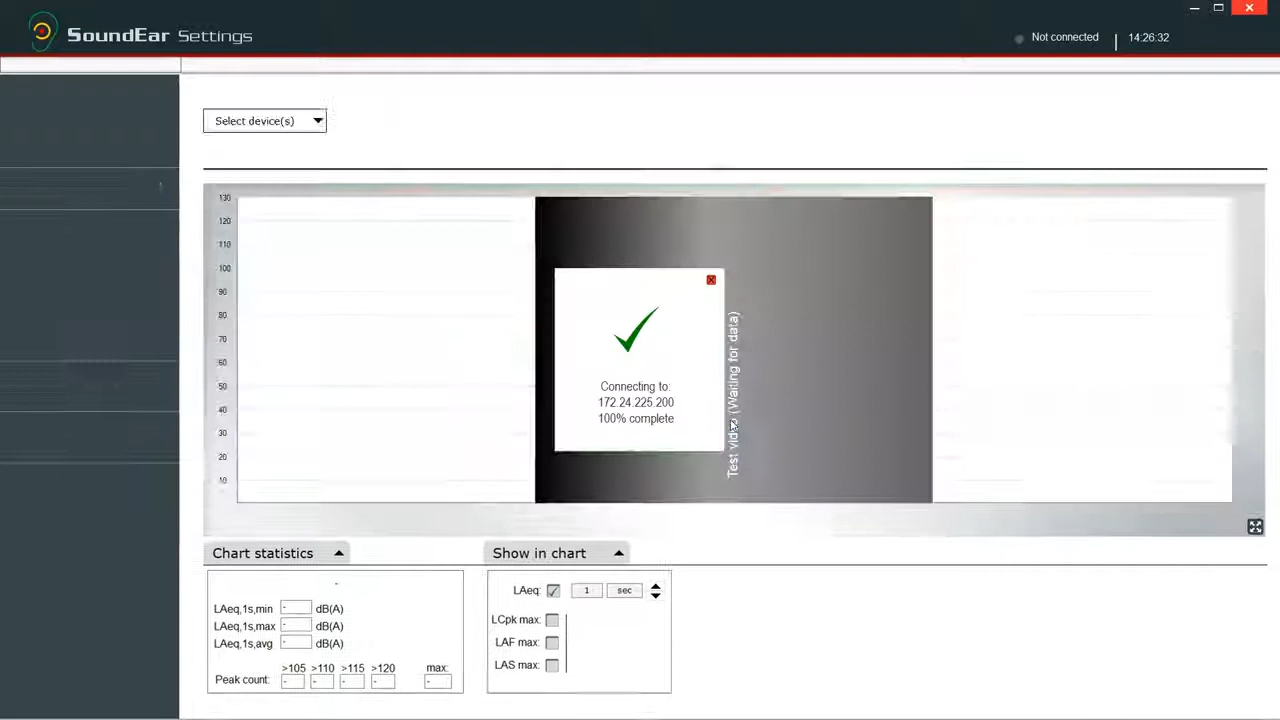 SoundEar Settings
Not connected
14:26:32
Select device(s)
130
120
110
100
90
80
70
60
50
40
30
20
10
Connecting to:
172.24.225.200
100% complete
Test video (Waiting for data)
Chart statistics
Show in chart
-
LAeq,1s,min - dB(A)
LAeq,1s,max - dB(A)
LAeq,1s,avg - dB(A)
>105 >110 >115 >120 max:
Peak count: - - - - -
LAeq: 1 sec
LCpk max:
LAF max:
LAS max: